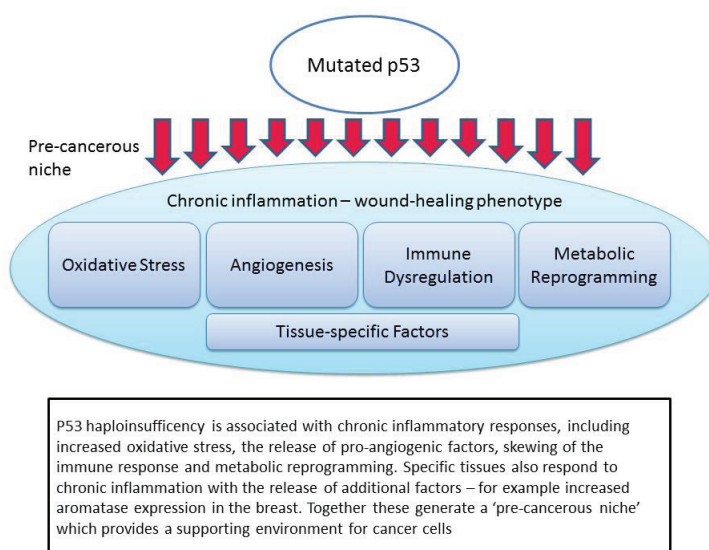 Mutated p53
Pre-cancerous
niche
Chronic inflammation – wound-healing phenotype
Oxidative Stress
Angiogenesis
Immune
Dysregulation
Metabolic
Reprogramming
Tissue-specific Factors
P53 haploinsufficency is associated with chronic inflammatory responses, including
increased oxidative stress, the release of pro-angiogenic factors, skewing of the
immune response and metabolic reprogramming. Specific tissues also respond to
chronic inflammation with the release of additional factors – for example increased
aromatase expression in the breast. Together these generate a ‘pre-cancerous niche’
which provides a supporting environment for cancer cells